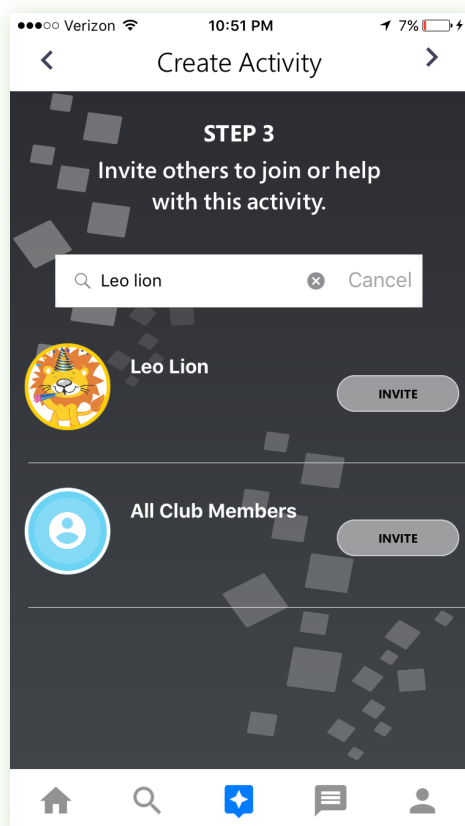 Verizon 10:51 PM 7%
Create Activity
STEP 3
Invite others to join or help
with this activity.
Leo lion Cancel
Leo Lion
INVITE
All Club Members
INVITE